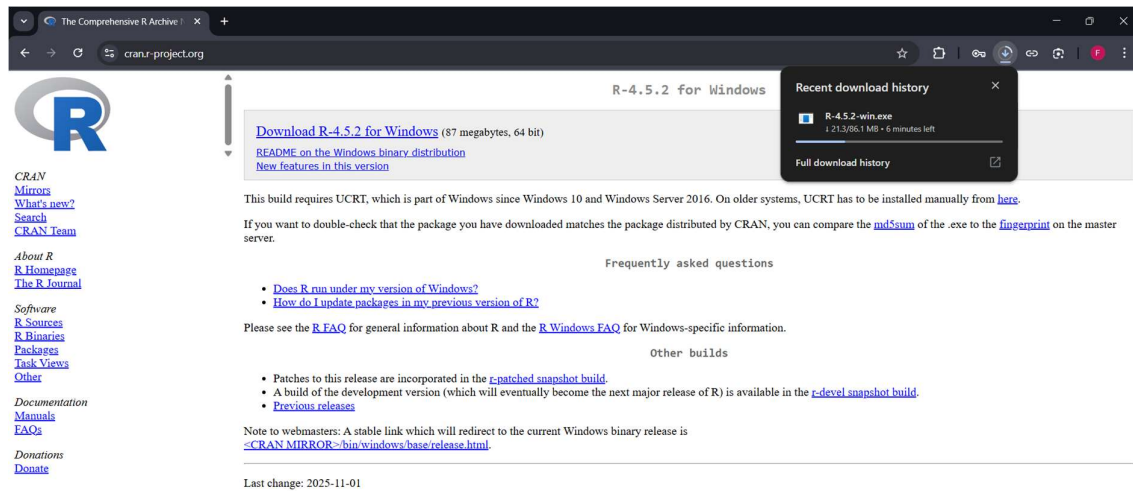 The Comprehensive R Archive N
cran.r-project.org
F
R
CRAN
Mirrors
What's new?
Search
CRAN Team
About R
R Homepage
The R Journal
Software
R Sources
R Binaries
Packages
Task Views
Other
Documentation
Manuals
FAQs
Donations
Donate
R-4.5.2 for Windows
Download R-4.5.2 for Windows (87 megabytes, 64 bit)
README on the Windows binary distribution
New features in this version
Recent download history
R-4.5.2-win.exe
↓ 21.3/86.1 MB • 6 minutes left
Full download history
This build requires UCRT, which is part of Windows since Windows 10 and Windows Server 2016. On older systems, UCRT has to be installed manually from here.
If you want to double-check that the package you have downloaded matches the package distributed by CRAN, you can compare the md5sum of the .exe to the fingerprint on the master
server.
Frequently asked questions
• Does R run under my version of Windows?
• How do I update packages in my previous version of R?
Please see the R FAQ for general information about R and the R Windows FAQ for Windows-specific information.
Other builds
• Patches to this release are incorporated in the r-patched snapshot build.
• A build of the development version (which will eventually become the next major release of R) is available in the r-devel snapshot build.
• Previous releases
Note to webmasters: A stable link which will redirect to the current Windows binary release is
<CRAN MIRROR>/bin/windows/base/release.html.
Last change: 2025-11-01